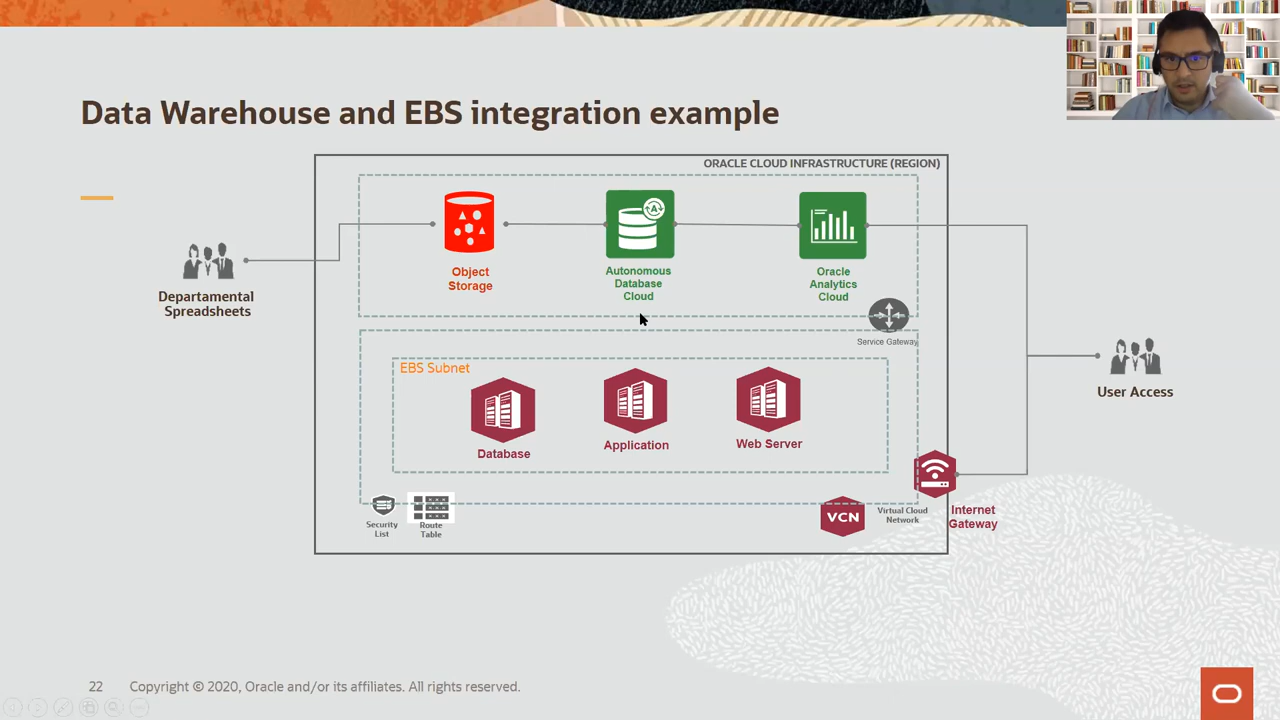 Data Warehouse and EBS integration example
ORACLE CLOUD INFRASTRUCTURE (REGION)
Object
Storage
Autonomous
Database
Cloud
Oracle
Analytics
Cloud
Departamental
Spreadsheets
Service Gateway
EBS Subnet
Database
Application
Web Server
User Access
Security
List
Route
Table
VCN
Virtual Cloud
Network
Internet
Gateway
22
Copyright © 2020, Oracle and/or its affiliates. All rights reserved.